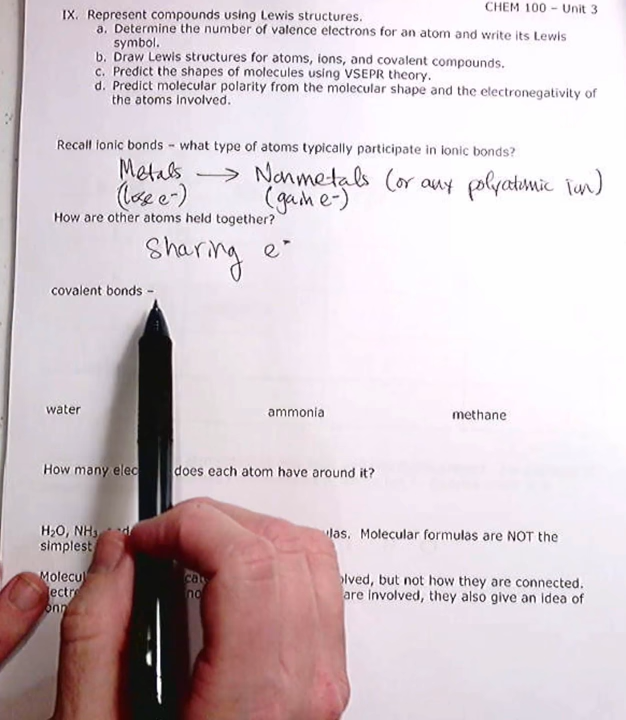 CHEM 100 – Unit 3
IX. Represent compounds using Lewis structures.
a. Determine the number of valence electrons for an atom and write its Lewis
symbol.
b. Draw Lewis structures for atoms, ions, and covalent compounds.
c. Predict the shapes of molecules using VSEPR theory.
d. Predict molecular polarity from the molecular shape and the electronegativity of
the atoms involved.
Recall ionic bonds – what type of atoms typically participate in ionic bonds?
Metals → Nonmetals (or any polyatomic ion)
(lose e-) (gain e-)
How are other atoms held together?
Sharing e-
covalent bonds –
water ammonia methane
How many elec does each atom have around it?
H₂O, NH₃ Molecular formulas are NOT the
simplest
but not how they are connected.
are involved, they also give an idea of